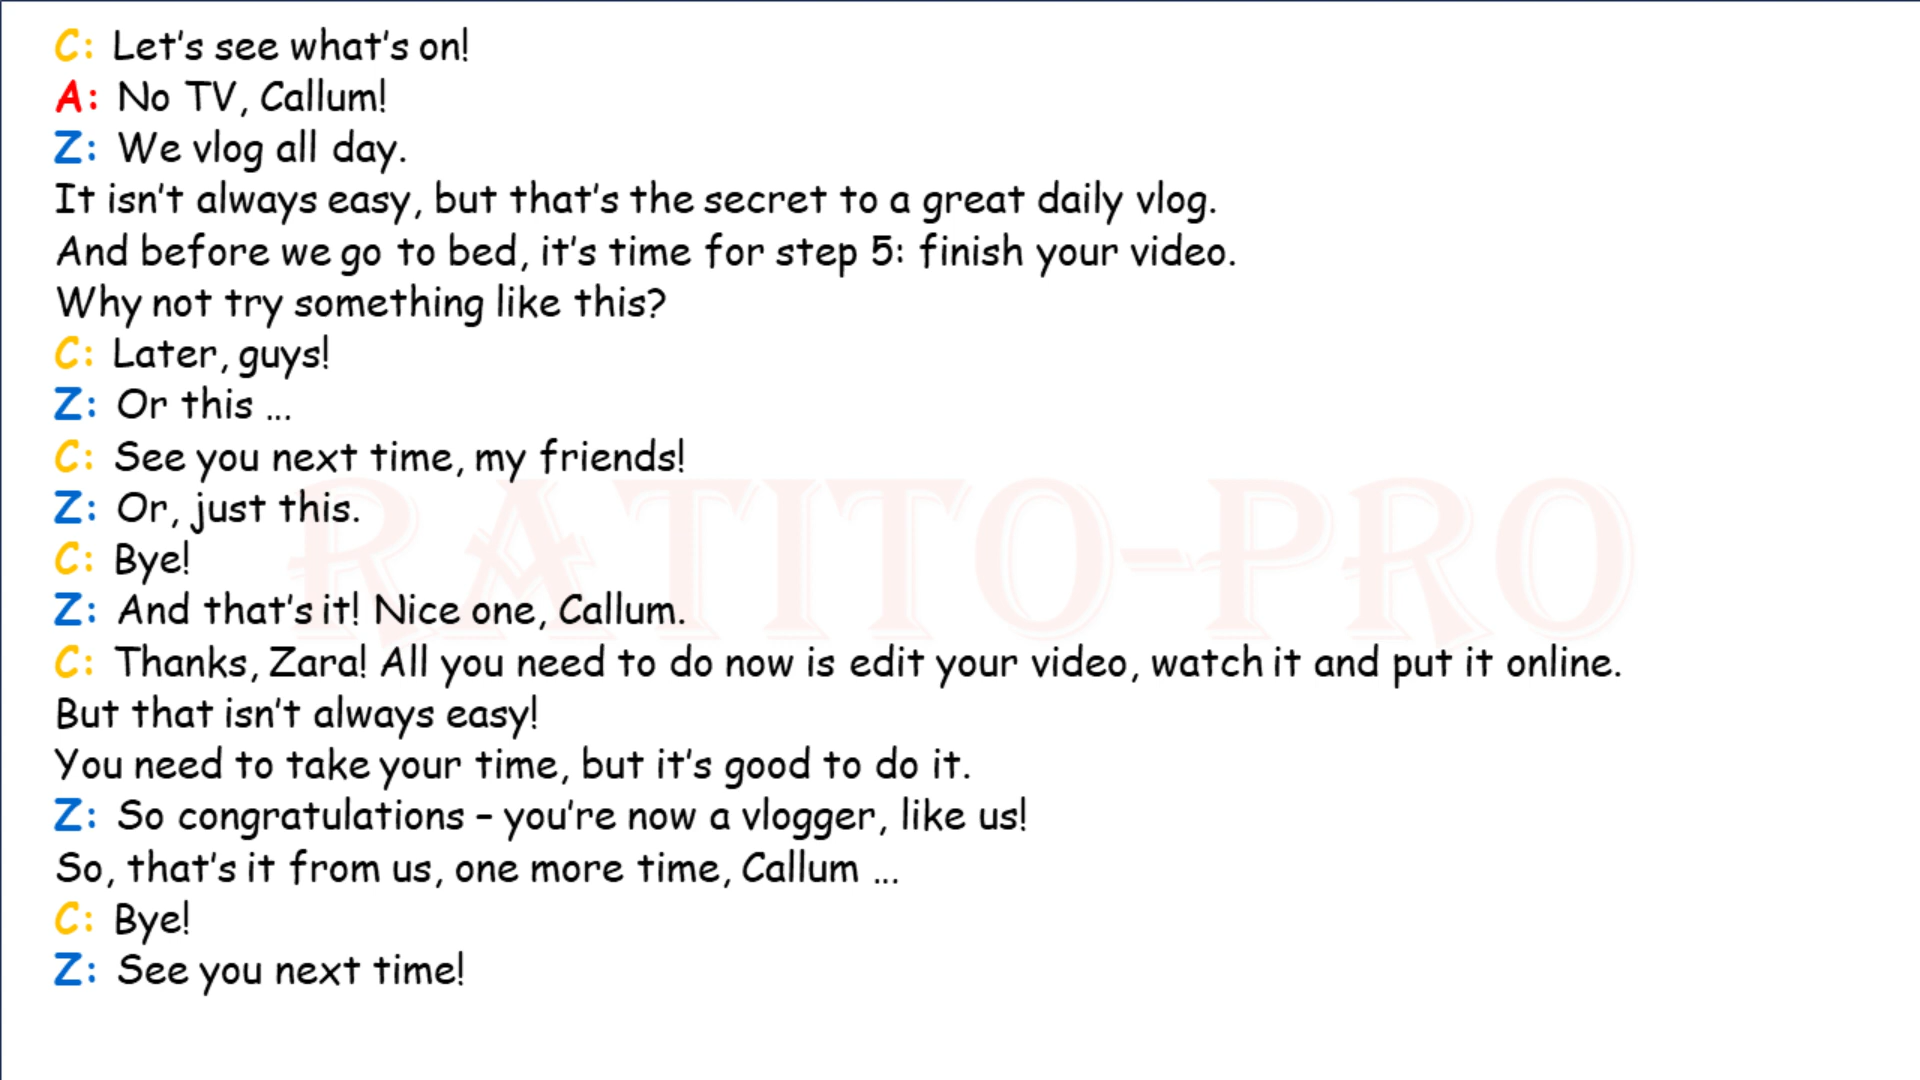 C: Let's see what's on!
A: No TV, Callum!
Z: We vlog all day.
It isn't always easy, but that's the secret to a great daily vlog.
And before we go to bed, it's time for step 5: finish your video.
Why not try something like this?
C: Later, guys!
Z: Or this ...
C: See you next time, my friends!
Z: Or, just this.
C: Bye!
Z: And that's it! Nice one, Callum.
C: Thanks, Zara! All you need to do now is edit your video, watch it and put it online.
But that isn't always easy!
You need to take your time, but it's good to do it.
Z: So congratulations – you're now a vlogger, like us!
So, that's it from us, one more time, Callum ...
C: Bye!
Z: See you next time!
RATITO-PRO